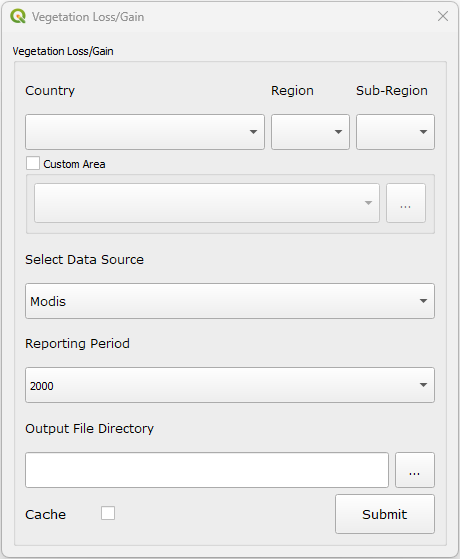 Vegetation Loss/Gain
Vegetation Loss/Gain
Country Region Sub-Region
Custom Area
...
Select Data Source
Modis
Reporting Period
2000
Output File Directory
...
Cache Submit